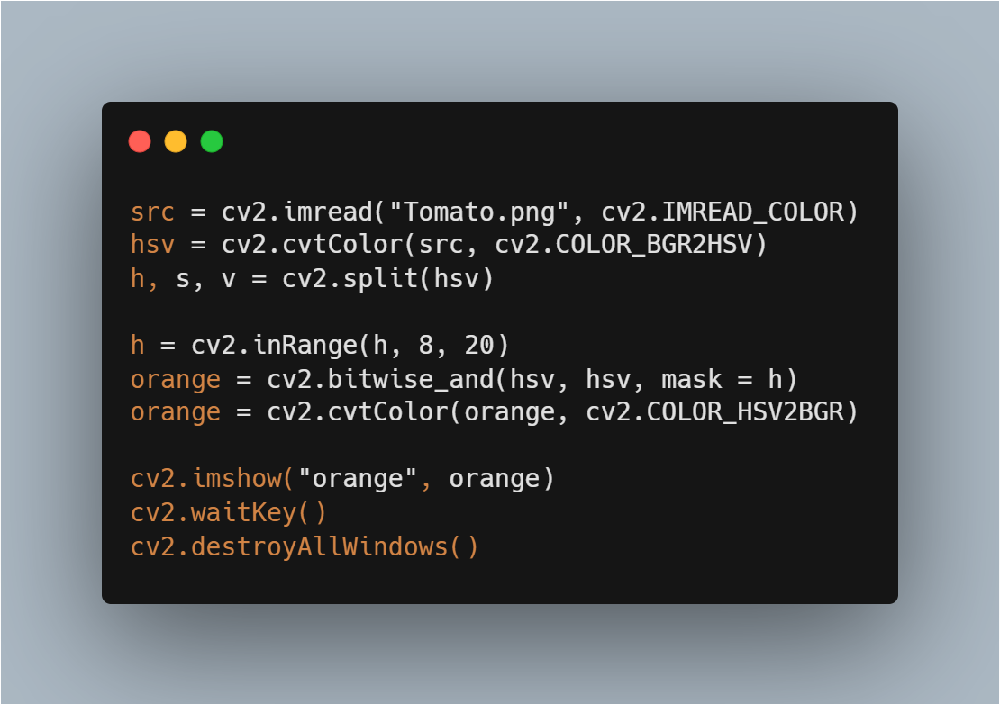 src = cv2.imread("Tomato.png", cv2.IMREAD_COLOR)
hsv = cv2.cvtColor(src, cv2.COLOR_BGR2HSV)
h, s, v = cv2.split(hsv)

h = cv2.inRange(h, 8, 20)
orange = cv2.bitwise_and(hsv, hsv, mask = h)
orange = cv2.cvtColor(orange, cv2.COLOR_HSV2BGR)

cv2.imshow("orange", orange)
cv2.waitKey()
cv2.destroyAllWindows()